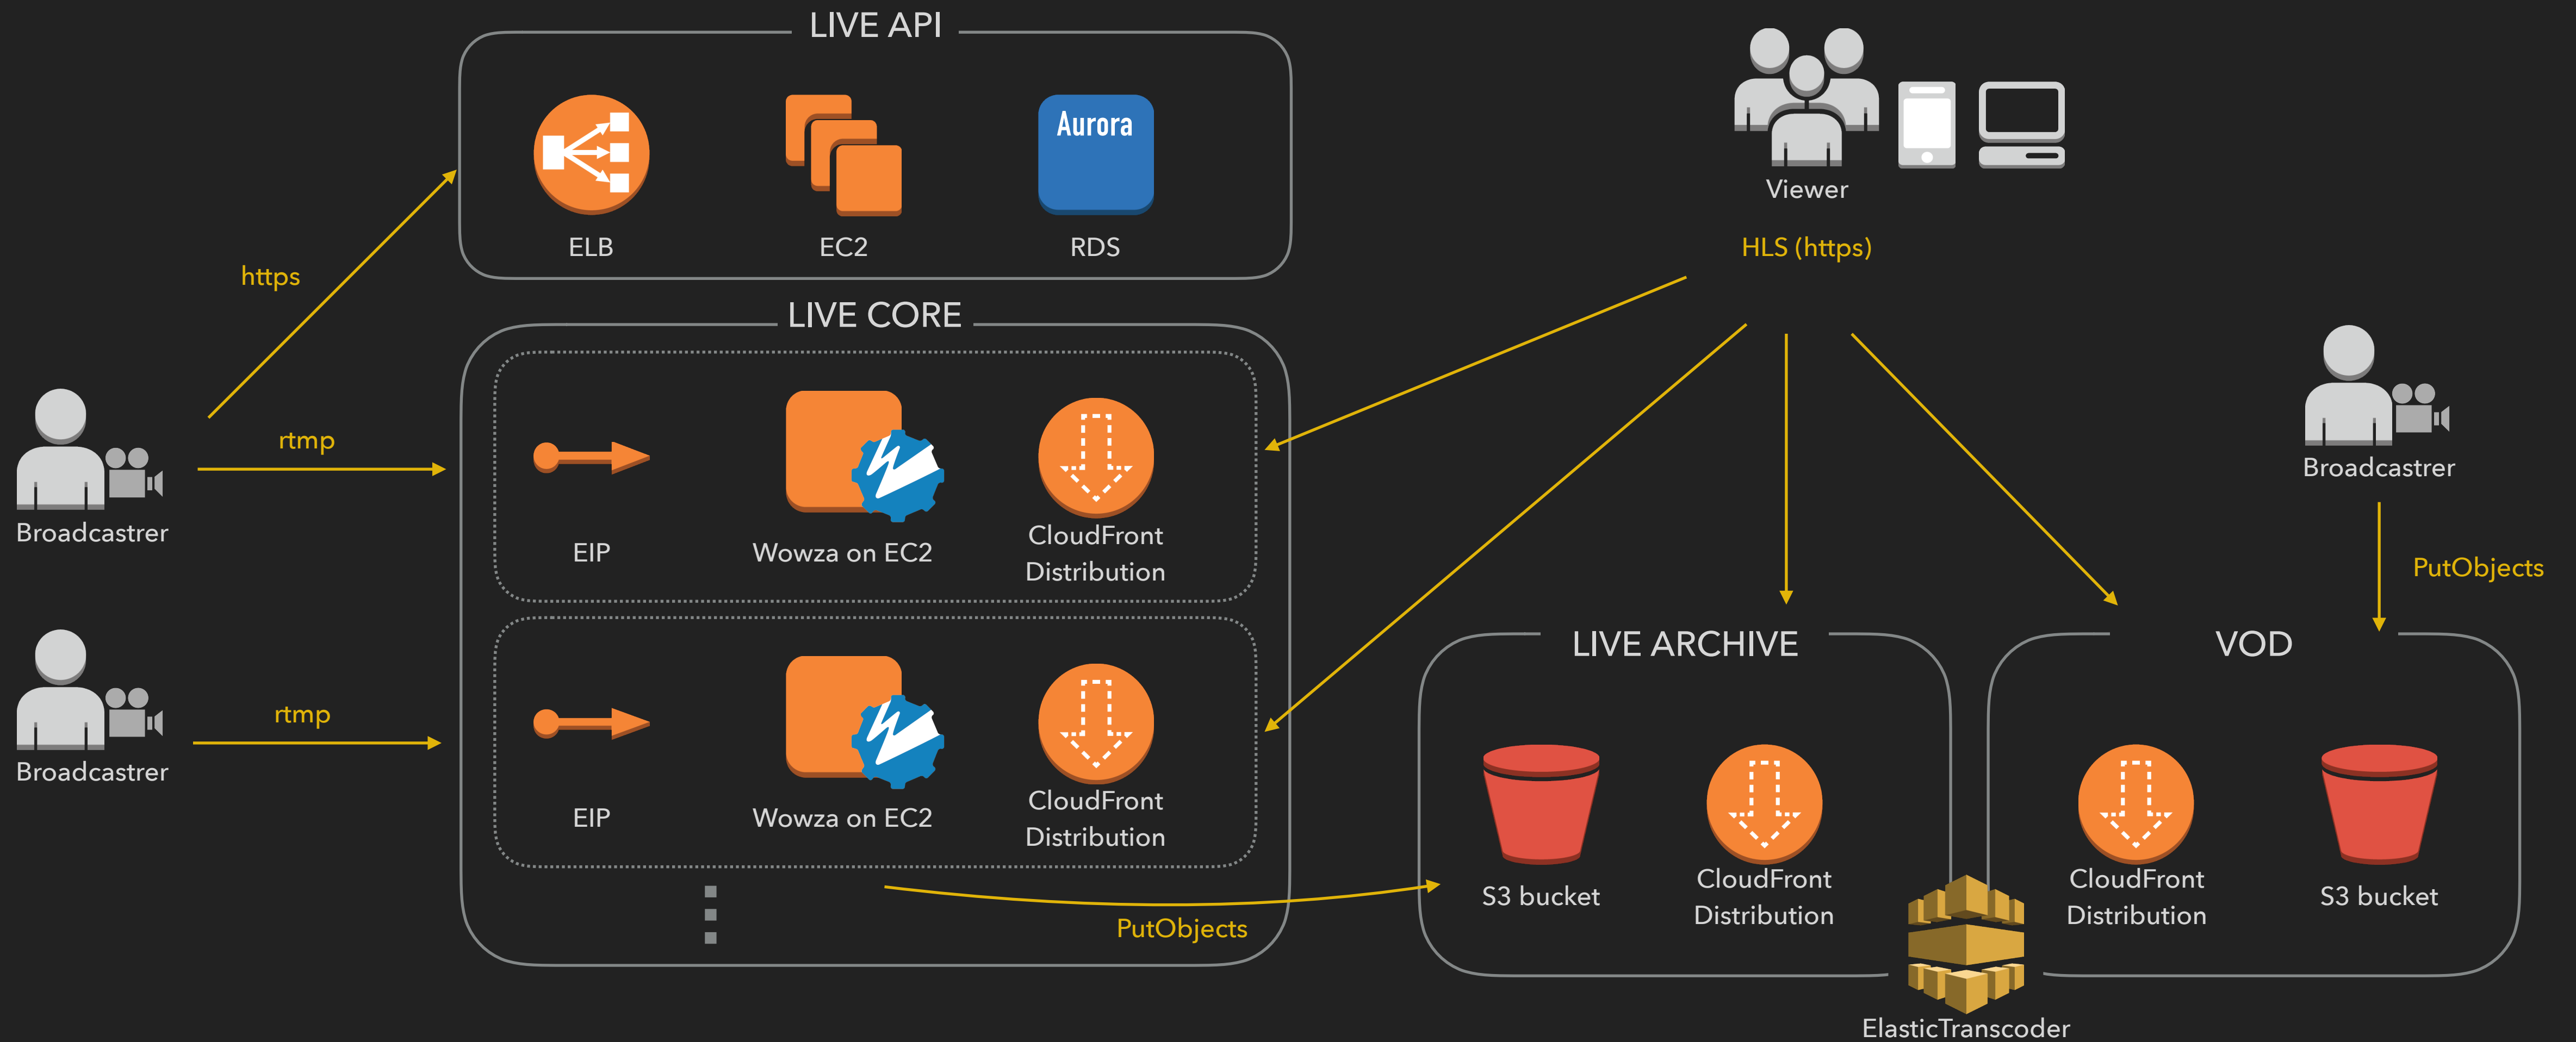 LIVE API
Aurora
ELB
EC2
RDS
Viewer
HLS (https)
https
LIVE CORE
rtmp
Broadcastrer
EIP
Wowza on EC2
CloudFront
Distribution
Broadcastrer
PutObjects
rtmp
Broadcastrer
EIP
Wowza on EC2
CloudFront
Distribution
PutObjects
LIVE ARCHIVE
S3 bucket
CloudFront
Distribution
VOD
CloudFront
Distribution
S3 bucket
ElasticTranscoder